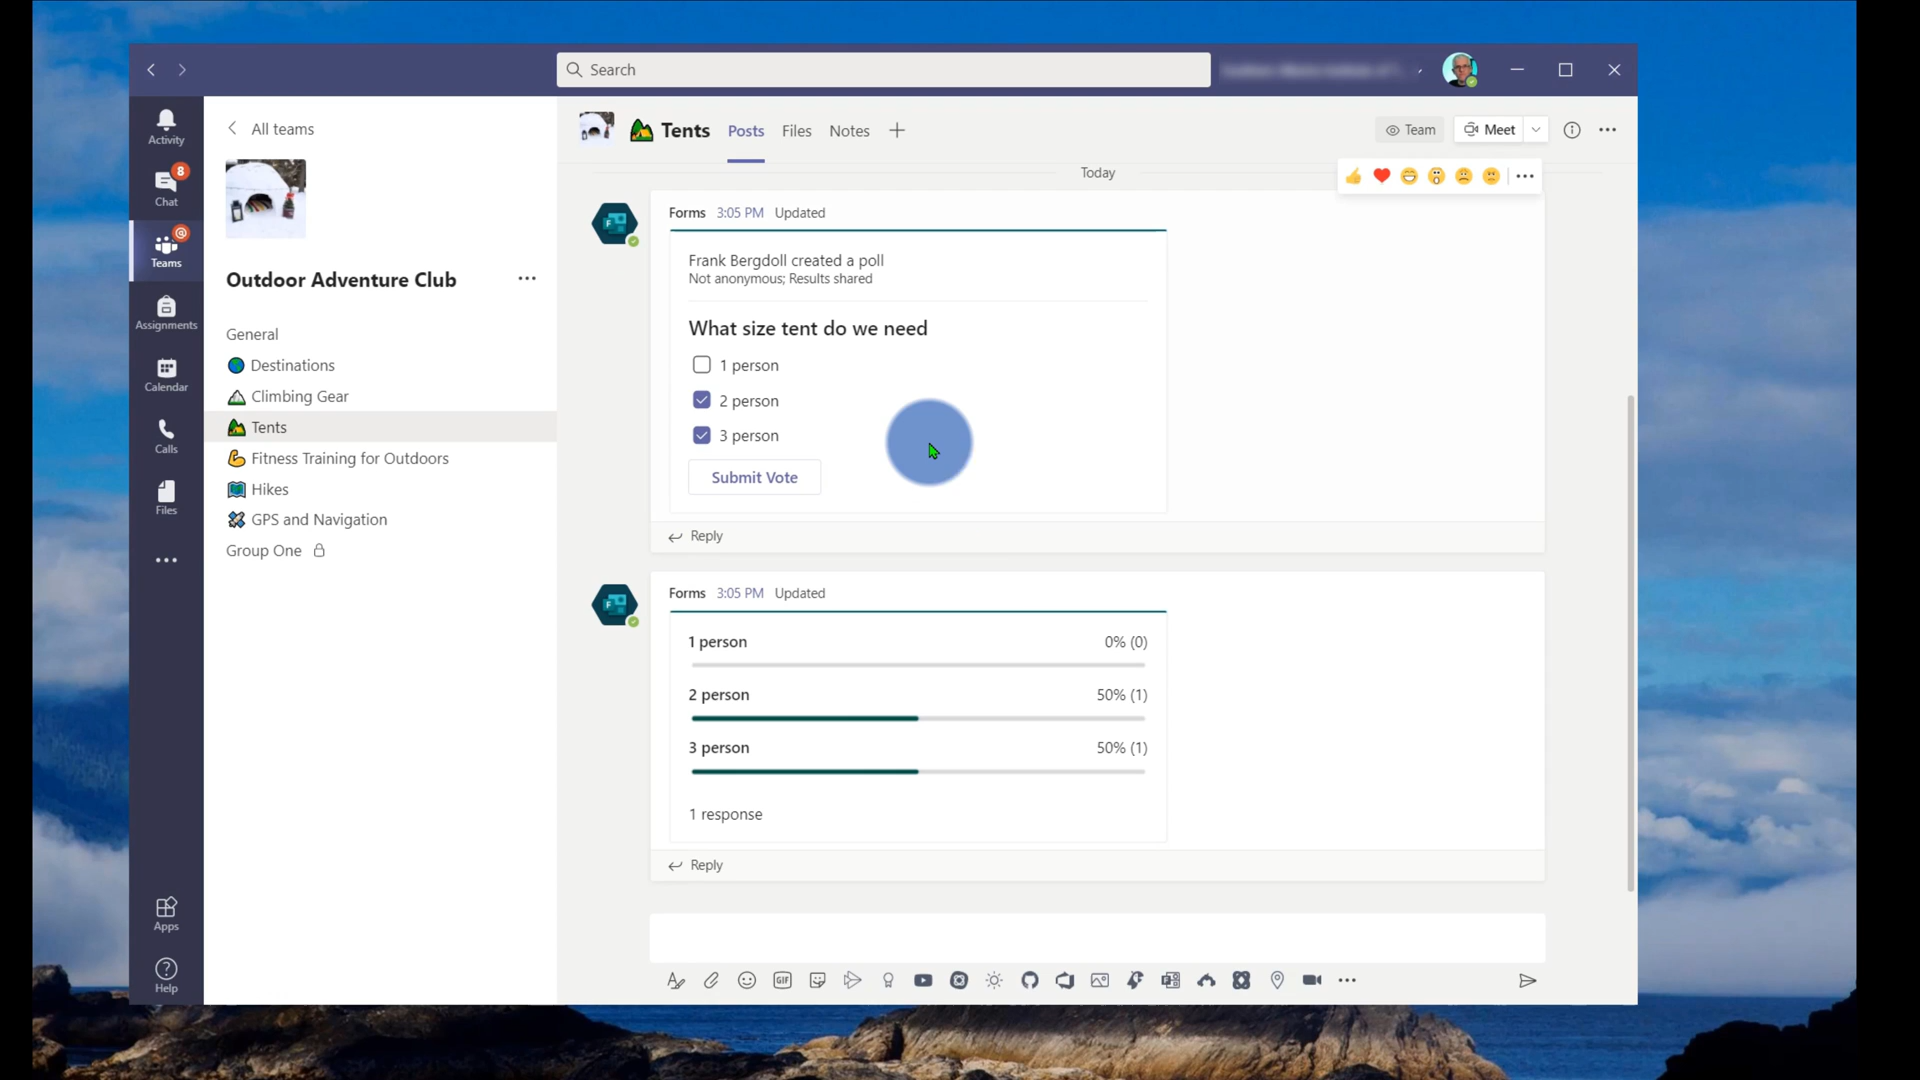 Search
Activity
8
Chat
Teams
Assignments
Calendar
Calls
Files
Apps
Help
All teams
Outdoor Adventure Club
General
Destinations
Climbing Gear
Tents
Fitness Training for Outdoors
Hikes
GPS and Navigation
Group One
Tents
Posts
Files
Notes
Team
Meet
Today
Forms 3:05 PM Updated
Frank Bergdoll created a poll
Not anonymous; Results shared
What size tent do we need
1 person
2 person
3 person
Submit Vote
Reply
Forms 3:05 PM Updated
1 person 0% (0)
2 person 50% (1)
3 person 50% (1)
1 response
Reply
GIF